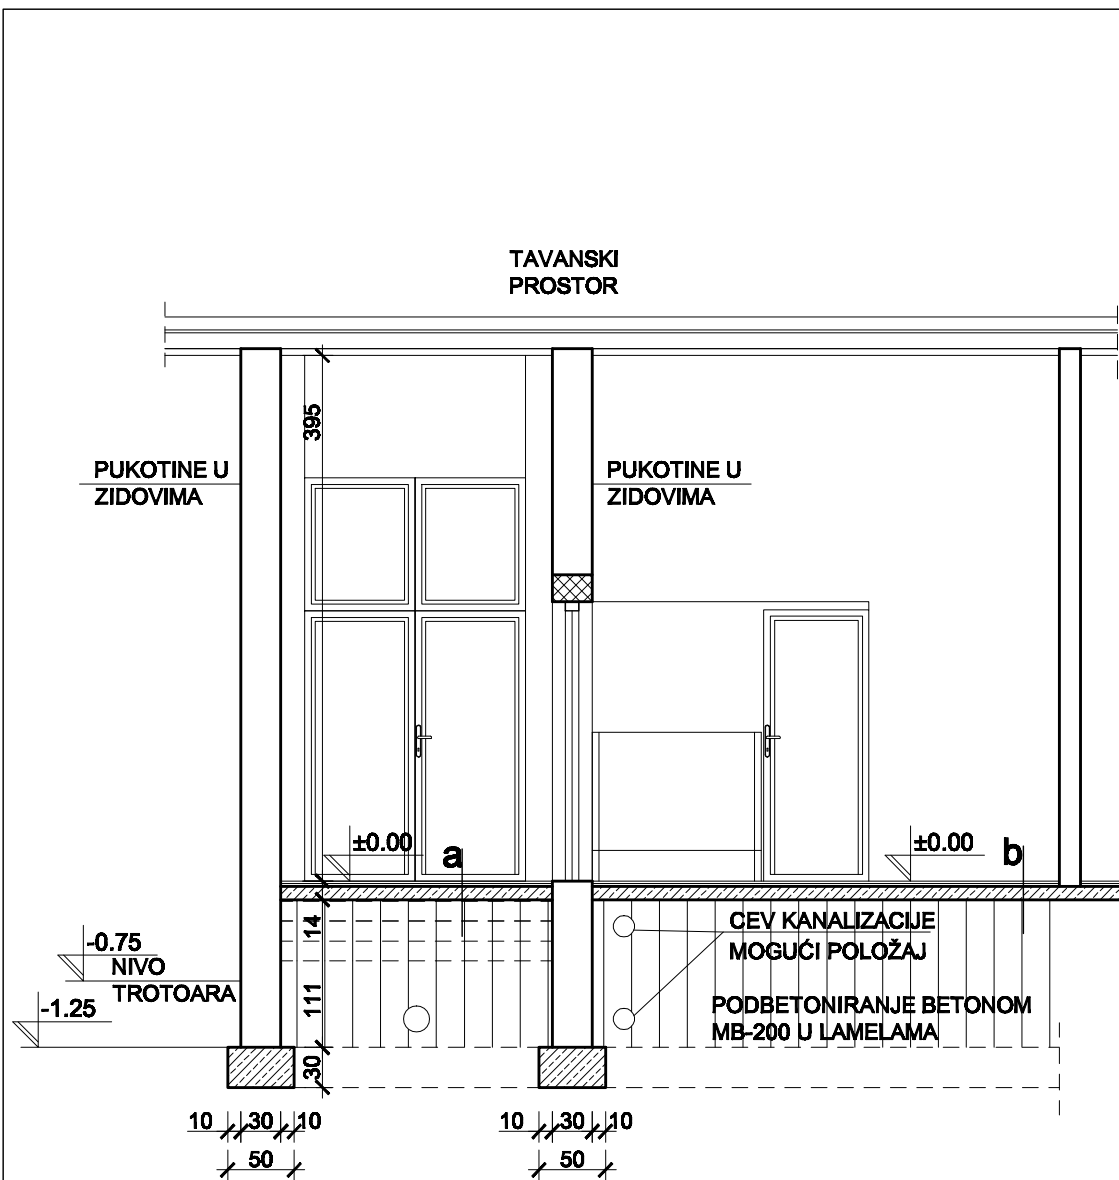 TAVANSKI
PROSTOR
395
PUKOTINE U
ZIDOVIMA
PUKOTINE U
ZIDOVIMA
±0.00
a
±0.00
b
14
CEV KANALIZACIJE
MOGUĆI POLOŽAJ
-0.75
NIVO
TROTOARA
-1.25
111
PODBETONIRANJE BETONOM
MB-200 U LAMELAMA
30
10 30 10
50
10 30 10
50